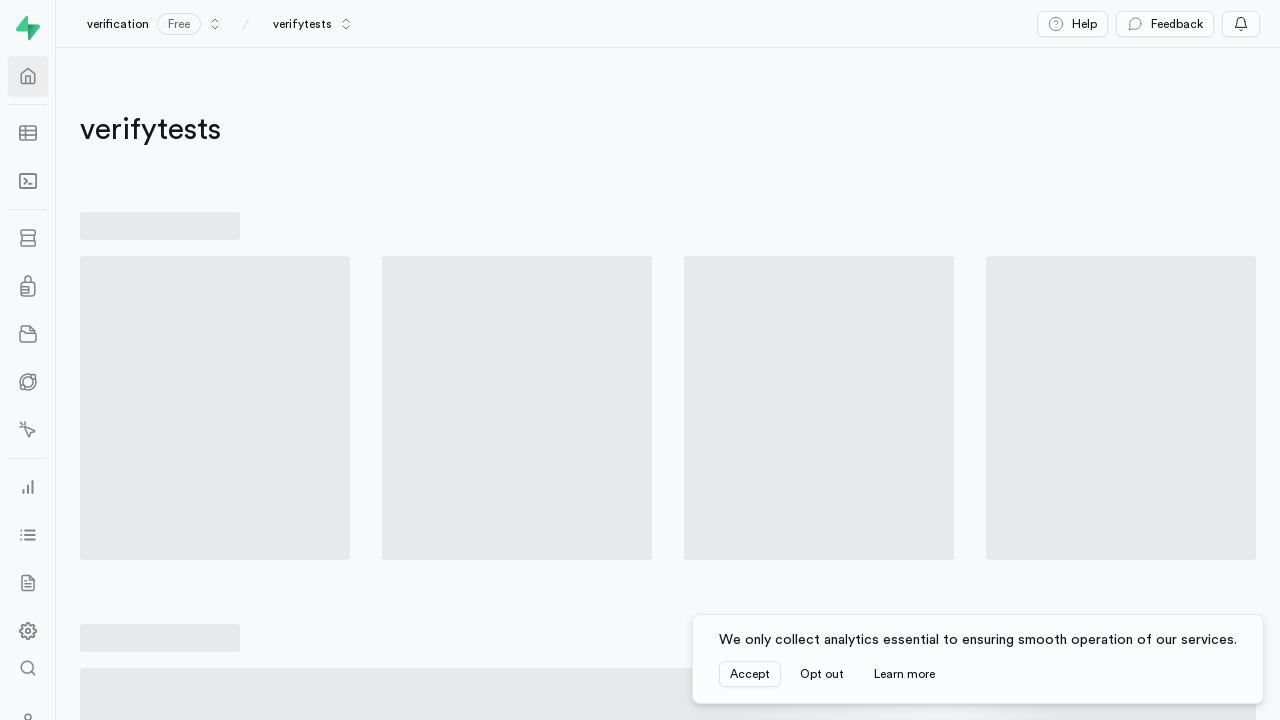 verification Free / verifytests Help Feedback
verifytests
We only collect analytics essential to ensuring smooth operation of our services.
Accept Opt out Learn more